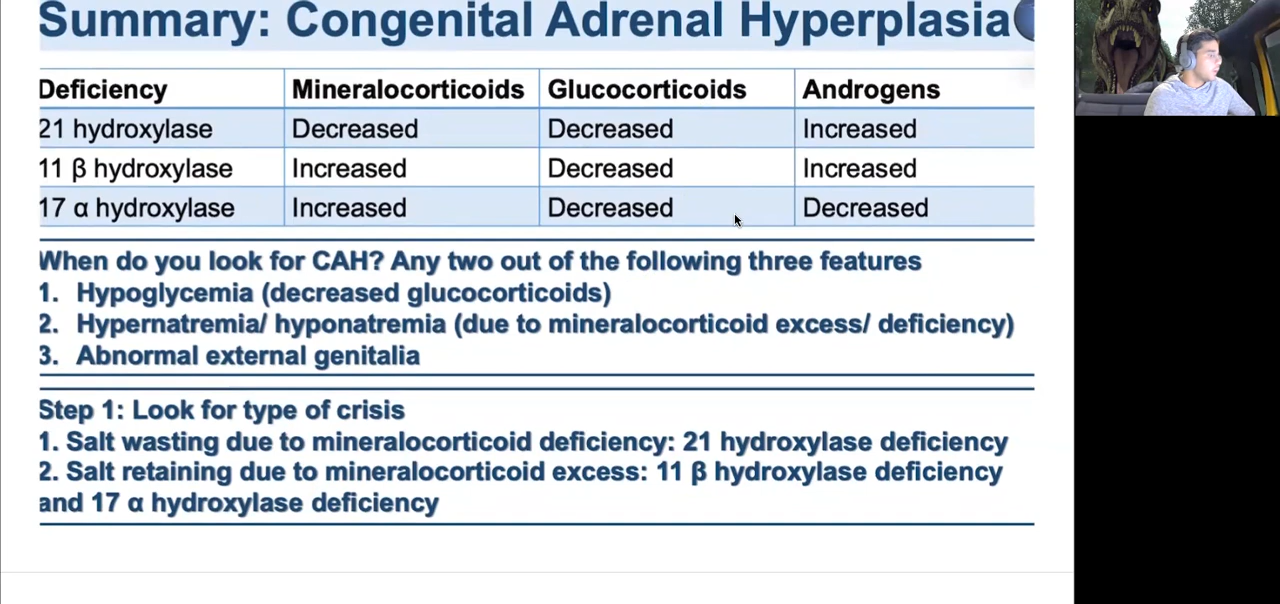 Summary: Congenital Adrenal Hyperplasia
Deficiency Mineralocorticoids Glucocorticoids Androgens
21 hydroxylase Decreased Decreased Increased
11 β hydroxylase Increased Decreased Increased
17 α hydroxylase Increased Decreased Decreased
When do you look for CAH? Any two out of the following three features
1. Hypoglycemia (decreased glucocorticoids)
2. Hypernatremia/ hyponatremia (due to mineralocorticoid excess/ deficiency)
3. Abnormal external genitalia
Step 1: Look for type of crisis
1. Salt wasting due to mineralocorticoid deficiency: 21 hydroxylase deficiency
2. Salt retaining due to mineralocorticoid excess: 11 β hydroxylase deficiency
and 17 α hydroxylase deficiency